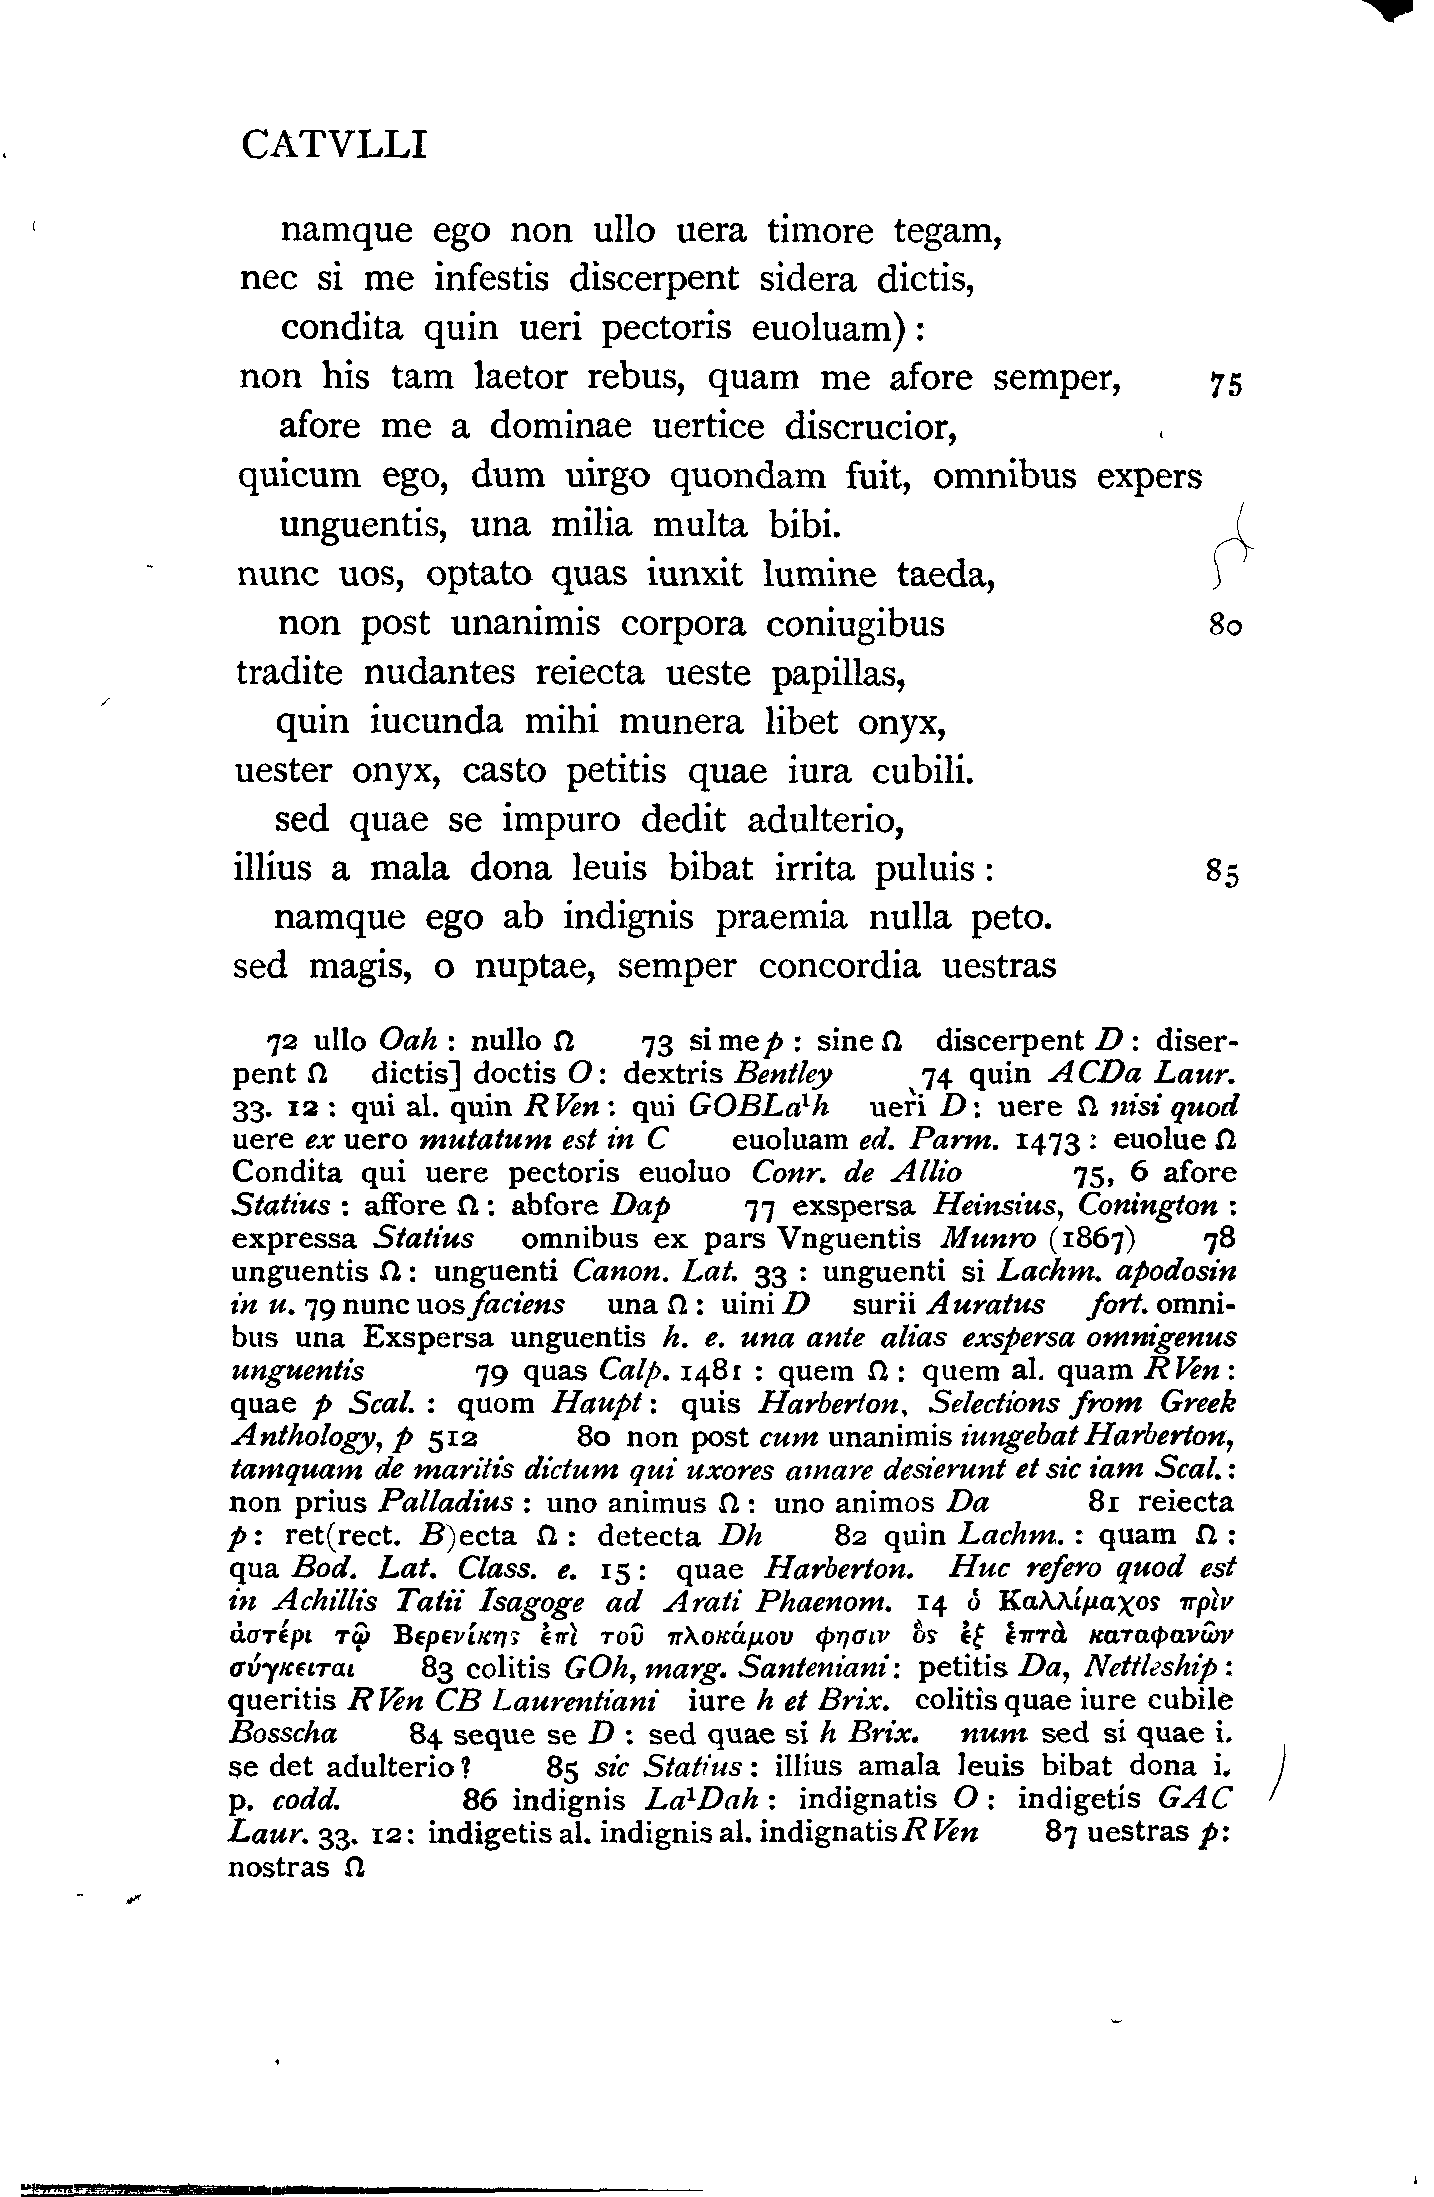 CATVLLI
namque ego non ullo uera timore tegam,
nec si me infestis discerpent sidera dictis,
condita quin ueri pectoris euoluam) :
non his tam laetor rebus, quam me afore semper, 75
afore me a dominae uertice discrucior,
quicum ego, dum uirgo quondam fuit, omnibus expers
unguentis, una milia multa bibi.
nunc uos, optato quas iunxit lumine taeda,
non post unanimis corpora coniugibus 80
tradite nudantes reiecta ueste papillas,
quin iucunda mihi munera libet onyx,
uester onyx, casto petitis quae iura cubili.
sed quae se impuro dedit adulterio,
illius a mala dona leuis bibat irrita puluis : 85
namque ego ab indignis praemia nulla peto.
sed magis, o nuptae, semper concordia uestras
72 ullo Oah : nullo Ω 73 si me p : sine Ω discerpent D : diser-
pent Ω dictis] doctis O : dextris Bentley 74 quin ACDa Laur.
33. 12 : qui al. quin R Ven : qui GOBLa¹h ueri D : uere Ω nisi quod
uere ex uero mutatum est in C euoluam ed. Parm. 1473 : euolue Ω
Condita qui uere pectoris euoluo Conr. de Allio 75, 6 afore
Statius : affore Ω : abfore Dap 77 exspersa Heinsius, Conington :
expressa Statius omnibus ex pars Vnguentis Munro (1867) 78
unguentis Ω : unguenti Canon. Lat. 33 : unguenti si Lachm. apodosin
in u. 79 nunc uos faciens una Ω : uini D surii Auratus fort. omni-
bus una Exspersa unguentis h. e. una ante alias exspersa omnigenus
unguentis 79 quas Calp. 1481 : quem Ω : quem al. quam R Ven :
quae p Scal. : quom Haupt : quis Harberton, Selections from Greek
Anthology, p 512 80 non post cum unanimis iungebat Harberton,
tamquam de maritis dictum qui uxores amare desierunt et sic iam Scal. :
non prius Palladius : uno animus Ω : uno animos Da 81 reiecta
p : ret(rect. B)ecta Ω : detecta Dh 82 quin Lachm. : quam Ω :
qua Bod. Lat. Class. e. 15 : quae Harberton. Huc refero quod est
in Achillis Tatii Isagoge ad Arati Phaenom. 14 ὁ Καλλίμαχος πρὶν
ἀστέρι τῷ Βερενίκης ἐπὶ τοῦ πλοκάμου φησιν ὃς ἐξ ἑπτὰ καταφανῶν
σύγκειται 83 colitis GOh, marg. Santeniani : petitis Da, Nettleship :
queritis R Ven CB Laurentiani iure h et Brix. colitis quae iure cubile
Bosscha 84 seque se D : sed quae si h Brix. num sed si quae i.
se det adulterio? 85 sic Statius : illius amala leuis bibat dona i.
p. codd. 86 indignis La¹Dah : indignatis O : indigetis GAC
Laur. 33. 12 : indigetis al. indignis al. indignatis R Ven 87 uestras p :
nostras Ω